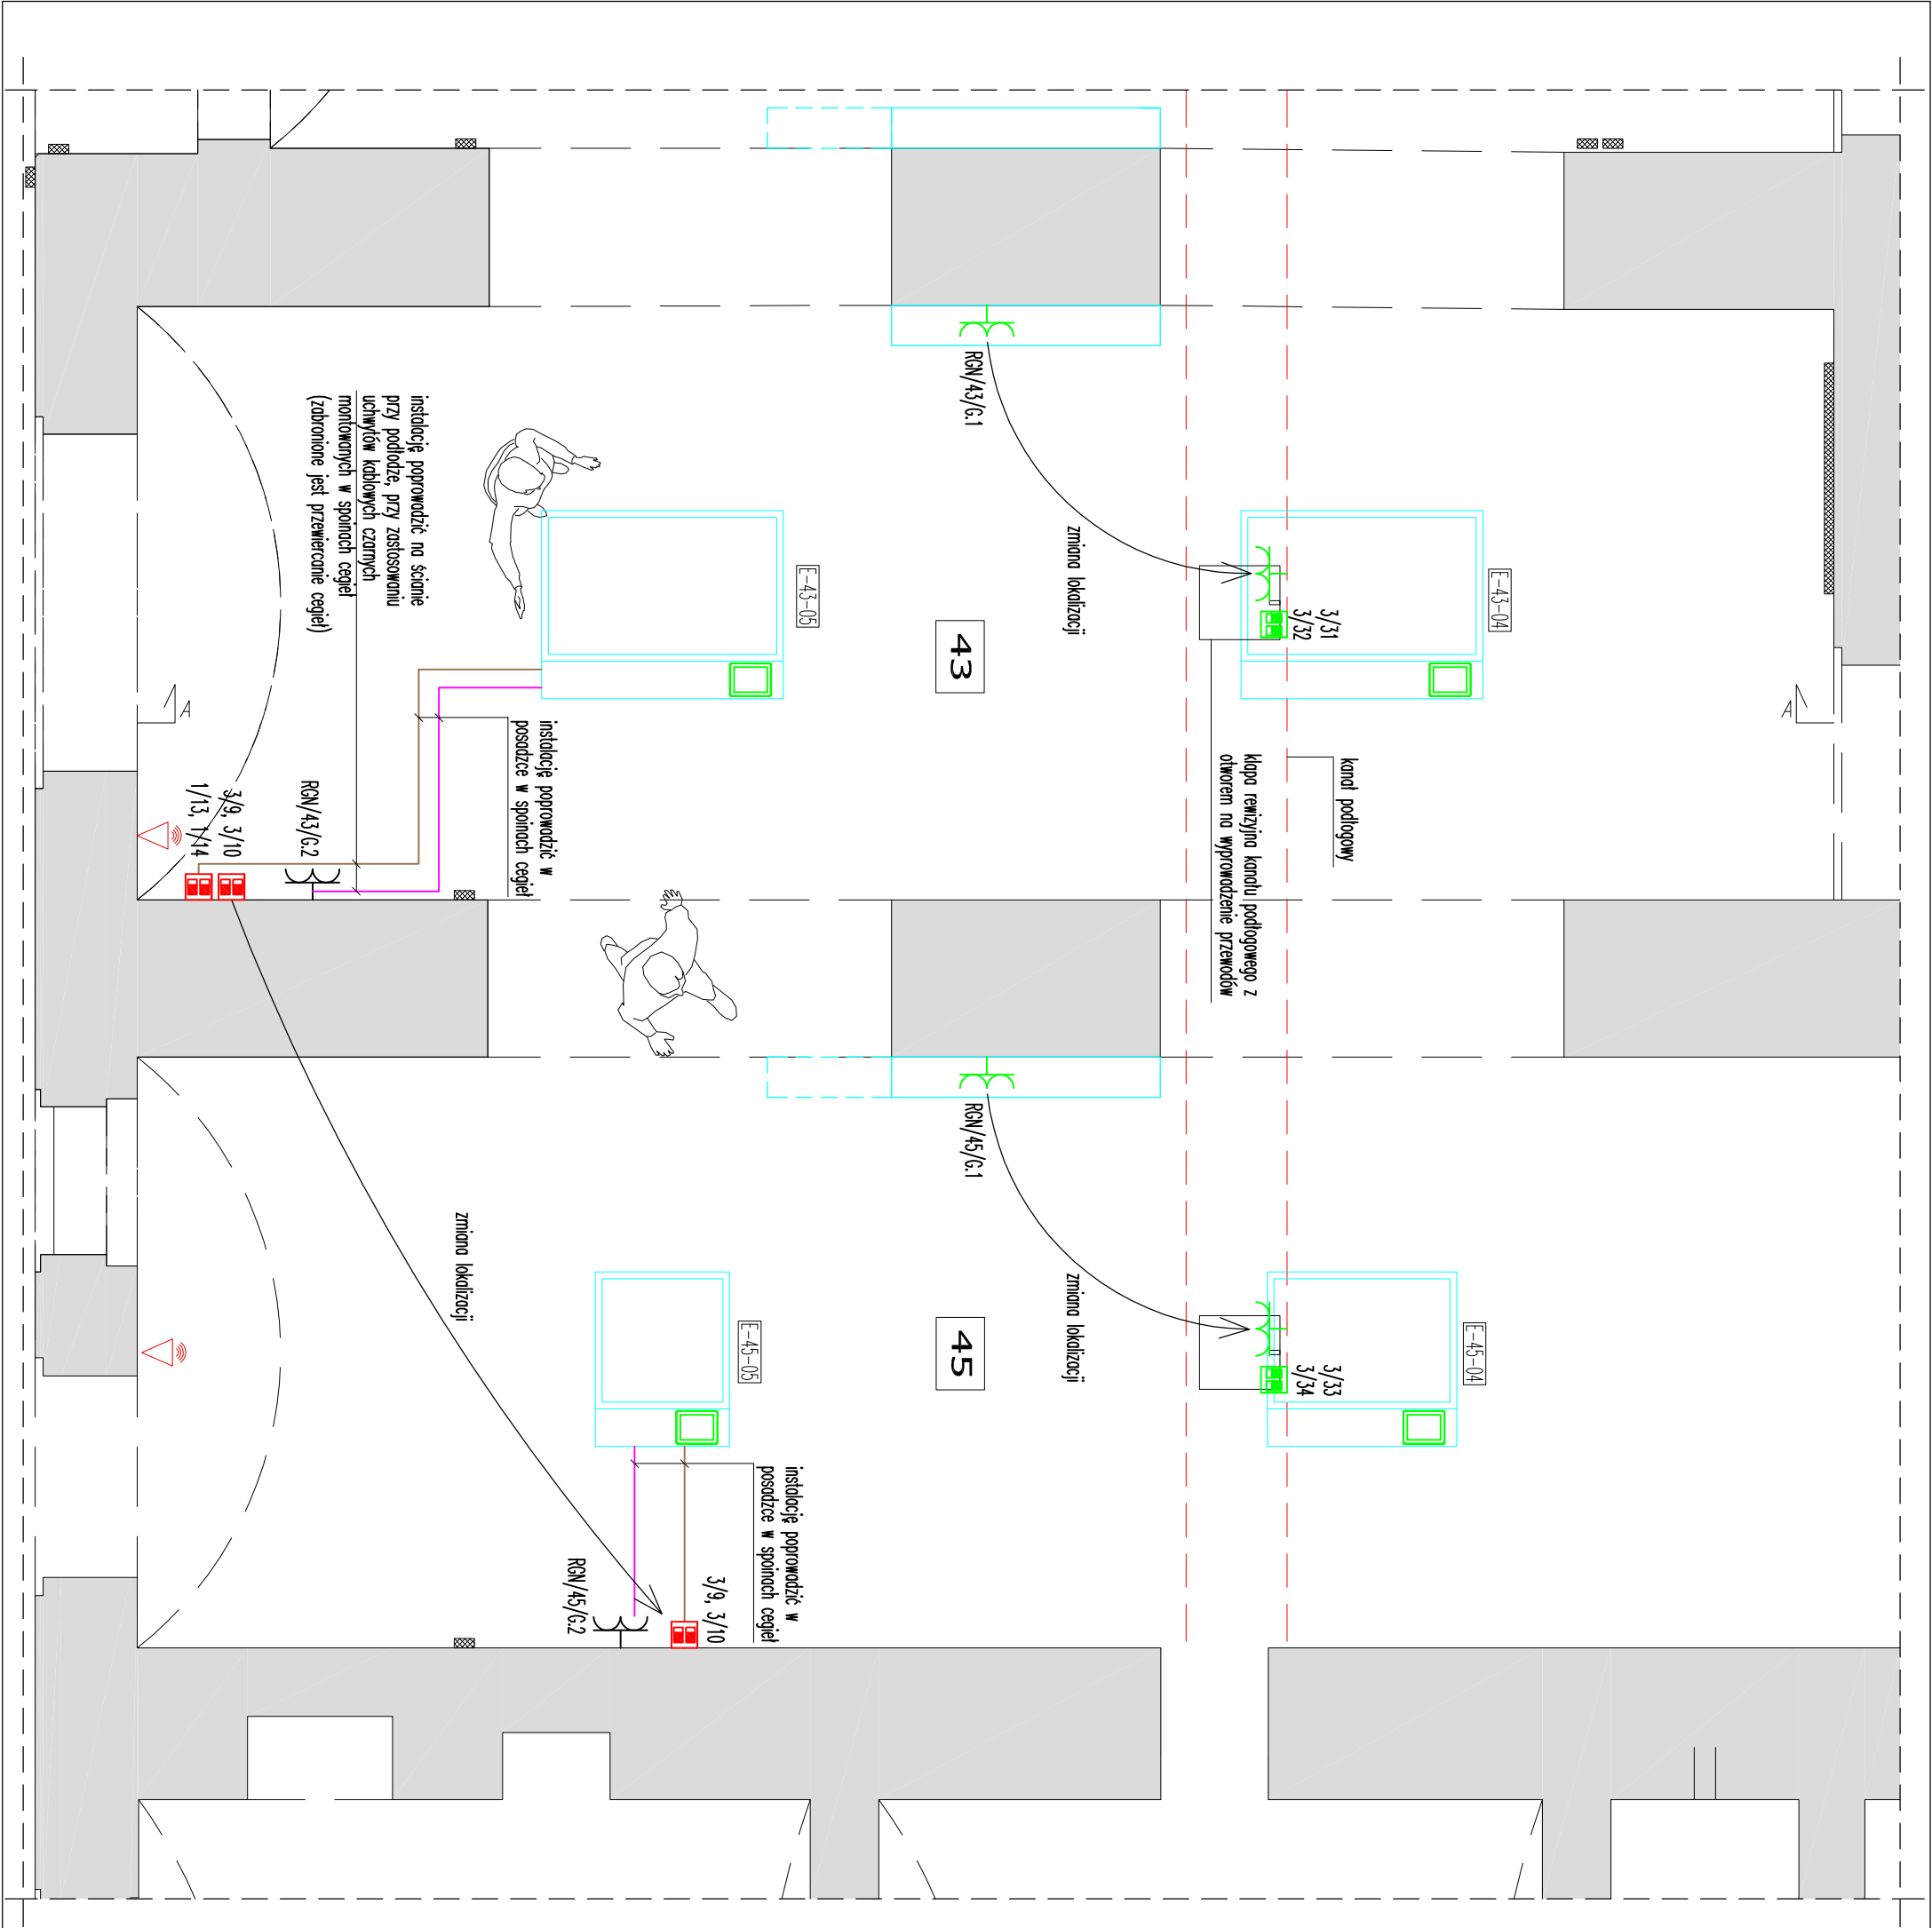 E-43-04
3/31
3/32
kanał podłogowy
klapa rewizyjna kanału podłogowego z
otworem na wyprowadzenie przewodów
A
zmiana lokalizacji
RGN/43/G.1
43
E-43-05
instalację poprowadzić na ścianie
przy podłodze, przy zastosowaniu
uchwytów kablowych czarnych
montowanych w spoinach cegieł
(zabronione jest przewiercanie cegieł)
instalację poprowadzić w
posadzce w spoinach cegieł
RGN/43/G.2
3/9, 3/10
1/13, 1/14
A
E-45-04
3/33
3/34
zmiana lokalizacji
RGN/45/G.1
45
E-45-05
zmiana lokalizacji
instalację poprowadzić w
posadzce w spoinach cegieł
3/9, 3/10
RGN/45/G.2